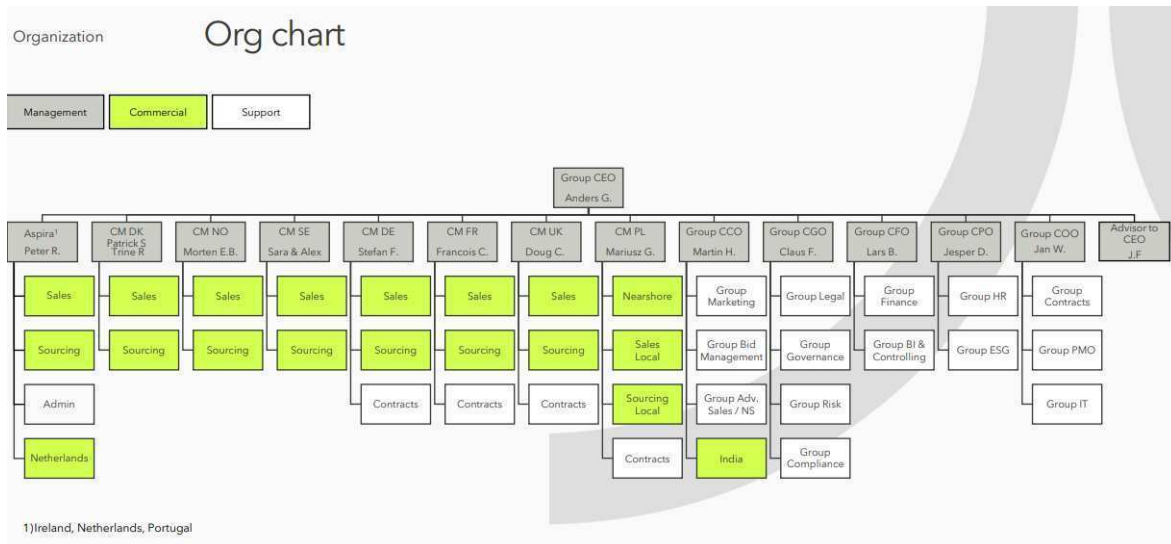 Organization
Org chart
Management
Commercial
Support
Group CEO
Anders G.
Aspira¹
Peter R.
CM DK
Patrick S
Trine R
CM NO
Morten E.B.
CM SE
Sara & Alex
CM DE
Stefan F.
CM FR
Francois C.
CM UK
Doug C.
CM PL
Mariusz G.
Group CCO
Martin H.
Group CGO
Claus F.
Group CFO
Lars B.
Group CPO
Jesper D.
Group COO
Jan W.
Advisor to
CEO
J.F
Sales
Sales
Sales
Sales
Sales
Sales
Sales
Nearshore
Group
Marketing
Group Legal
Group
Finance
Group HR
Group
Contracts
Sourcing
Sourcing
Sourcing
Sourcing
Sourcing
Sourcing
Sourcing
Sales
Local
Group Bid
Management
Group
Governance
Group BI &
Controlling
Group ESG
Group PMO
Admin
Contracts
Contracts
Contracts
Sourcing
Local
Group Adv.
Sales / NS
Group Risk
Group IT
Netherlands
Contracts
India
Group
Compliance
1)Ireland, Netherlands, Portugal